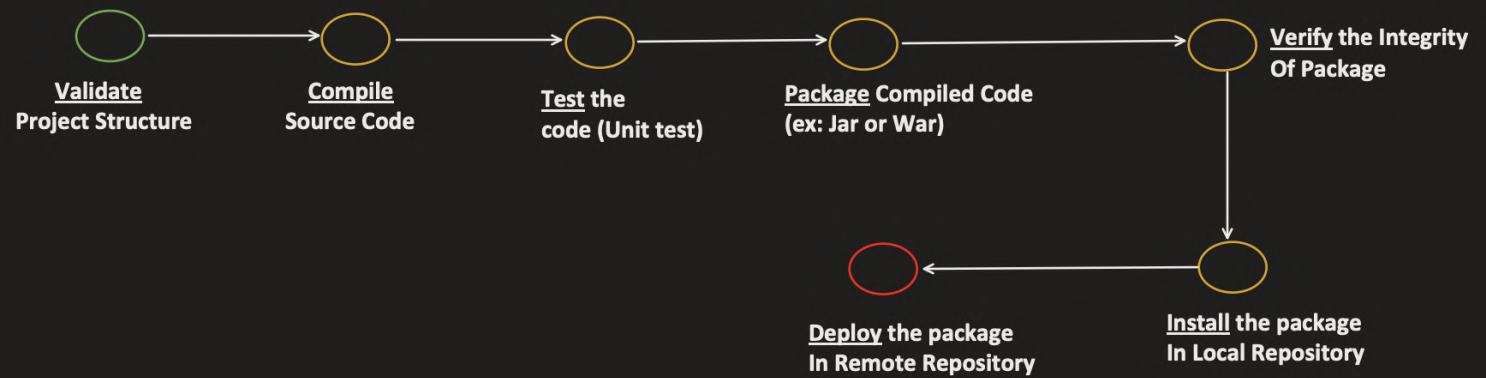 Validate
Project Structure
Compile
Source Code
Test the
code (Unit test)
Package Compiled Code
(ex: Jar or War)
Verify the Integrity
Of Package
Deploy the package
In Remote Repository
Install the package
In Local Repository